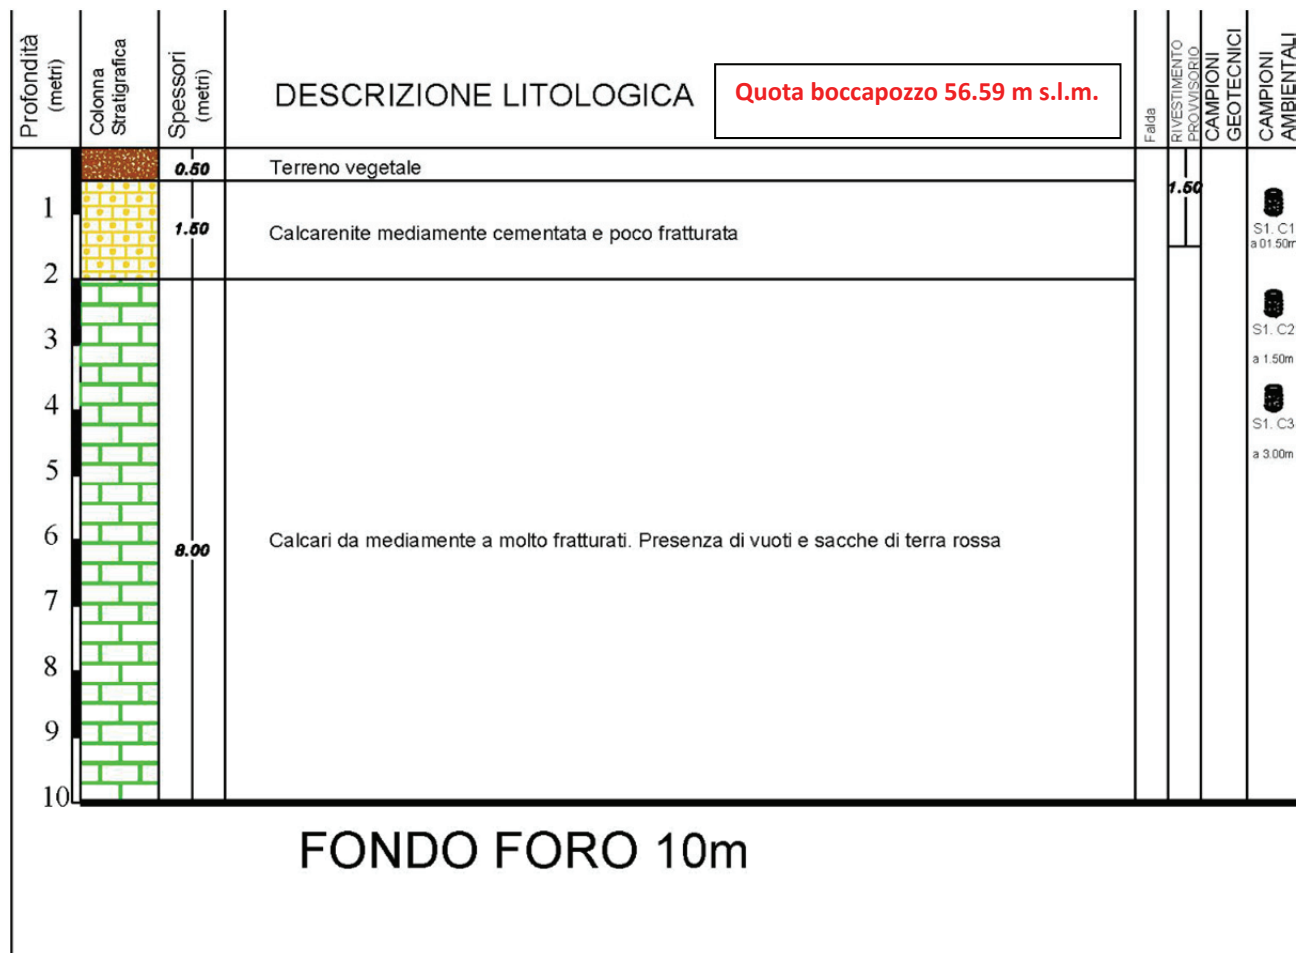 Profondità
(metri)
Colonna
Stratigrafica
Spessori
(metri)
DESCRIZIONE LITOLOGICA
Quota boccapozzo 56.59 m s.l.m.
Falda
RIVESTIMENTO
PROVVISORIO
CAMPIONI
GEOTECNICI
CAMPIONI
AMBIENTALI
0.50
Terreno vegetale
1.50
1
1.50
Calcarenite mediamente cementata e poco fratturata
S1. C1
a 01.50m
2
3
S1. C2
a 1.50m
4
S1. C3
a 3.00m
5
6
8.00
Calcari da mediamente a molto fratturati. Presenza di vuoti e sacche di terra rossa
7
8
9
10
FONDO FORO 10m